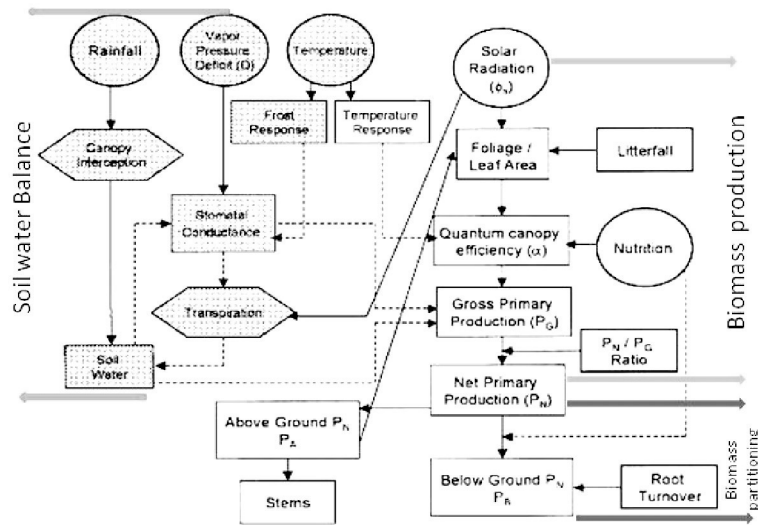 Rainfall
Vapor
Pressure
Deficit (D)
Temperature
Solar
Radiation
(ϕs)
Frost
Response
Temperature
Response
Foliage /
Leaf Area
Litterfall
Canopy
Interception
Stomatal
Conductance
Quantum canopy
efficiency (α)
Nutrition
Transpiration
Gross Primary
Production (PG)
PN / PG
Ratio
Soil
Water
Net Primary
Production (PN)
Above Ground PN
PA
Stems
Below Ground PN
PB
Root
Turnover
Soil water Balance
Biomass production
Biomass
partitioning